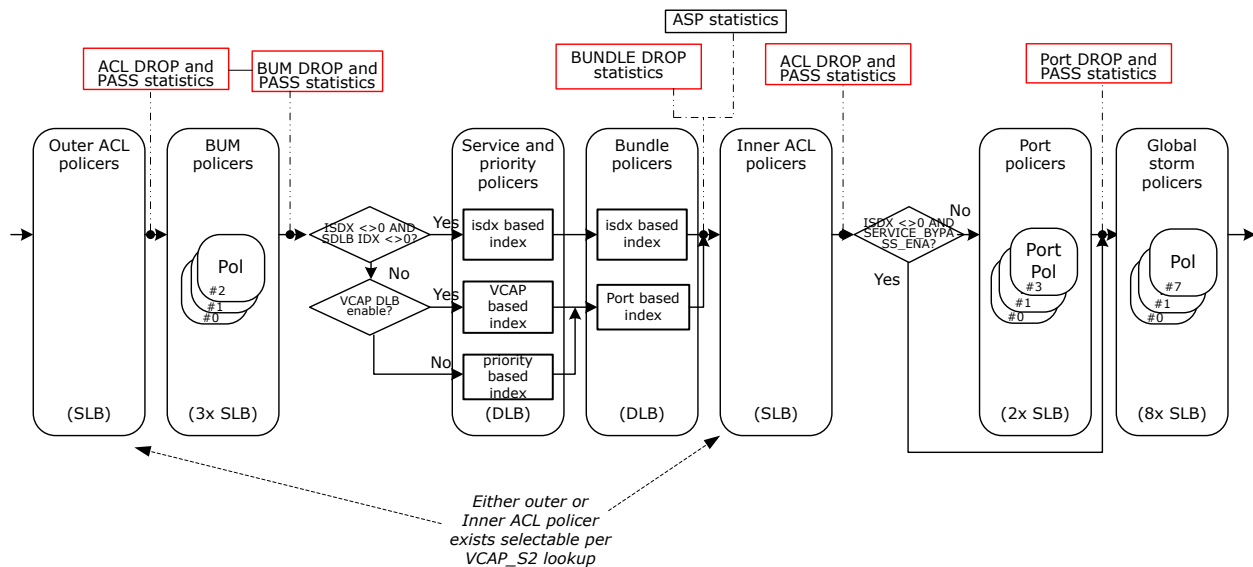 ASP statistics
ACL DROP and
PASS statistics
BUM DROP and
PASS statistics
BUNDLE DROP
statistics
ACL DROP and
PASS statistics
Port DROP and
PASS statistics
Outer ACL
policers
(SLB)
BUM
policers
Pol
#2
#1
#0
(3x SLB)
ISDX <>0 AND
SDLB IDX <>0?
Yes
No
VCAP DLB
enable?
Yes
No
Service and
priority
policers
isdx based
index
VCAP
based
index
priority
based
index
(DLB)
Bundle
policers
isdx based
index
Port based
index
(DLB)
Inner ACL
policers
(SLB)
ISDX <>0 AND
SERVICE_BYPA
SS_ENA?
No
Yes
Port
policers
Port
Pol
#3
#1
#0
(2x SLB)
Global
storm
policers
Pol
#7
#1
#0
(8x SLB)
Either outer or
Inner ACL policer
exists selectable per
VCAP_S2 lookup